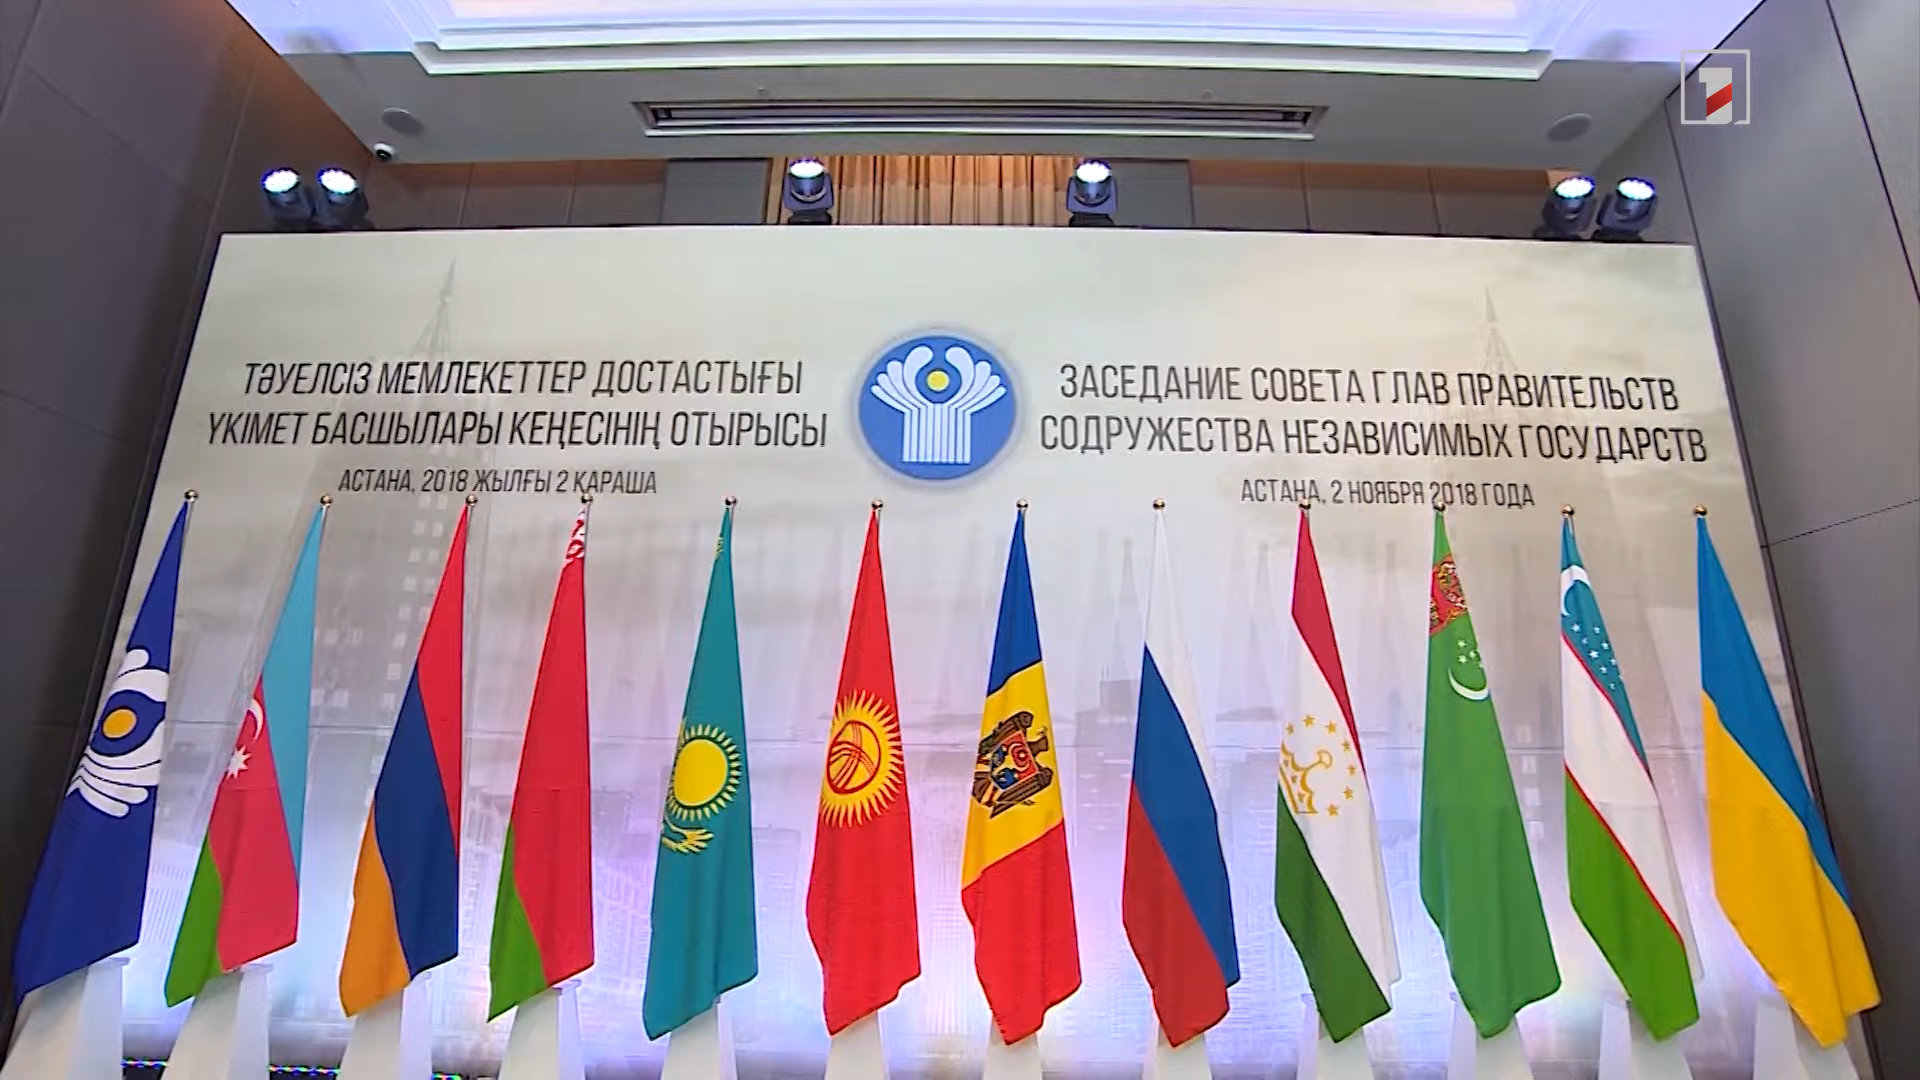 ТӘУЕЛСІЗ МЕМЛЕКЕТТЕР ДОСТАСТЫҒЫ
ҮКІМЕТ БАСШЫЛАРЫ КЕҢЕСІНІҢ ОТЫРЫСЫ
АСТАНА, 2018 ЖЫЛҒЫ 2 ҚАРАША
ЗАСЕДАНИЕ СОВЕТА ГЛАВ ПРАВИТЕЛЬСТВ
СОДРУЖЕСТВА НЕЗАВИСИМЫХ ГОСУДАРСТВ
АСТАНА, 2 НОЯБРЯ 2018 ГОДА
1